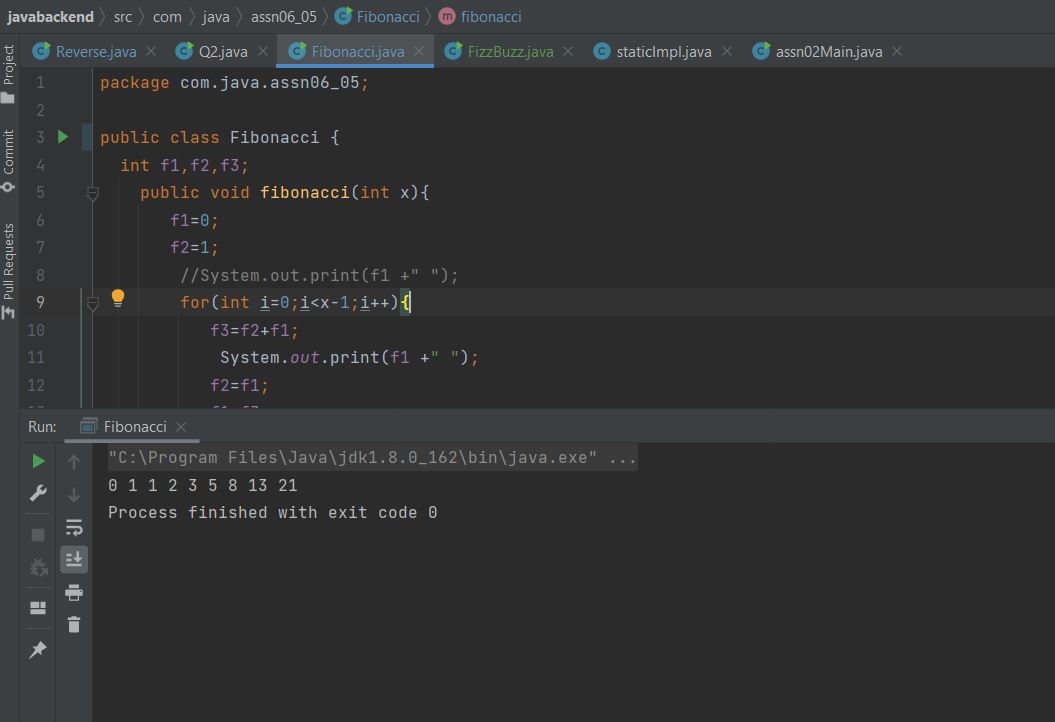 javabackend src com java assn06_05 Fibonacci m fibonacci
Reverse.java Q2.java Fibonacci.java FizzBuzz.java staticImpl.java assn02Main.java
Project
Commit
Pull Requests
1 package com.java.assn06_05;
2
3 public class Fibonacci {
4 int f1,f2,f3;
5 public void fibonacci(int x){
6 f1=0;
7 f2=1;
8 //System.out.print(f1 +" ");
9 for(int i=0;i<x-1;i++){
10 f3=f2+f1;
11 System.out.print(f1 +" ");
12 f2=f1;
Run: Fibonacci
"C:\Program Files\Java\jdk1.8.0_162\bin\java.exe" ...
0 1 1 2 3 5 8 13 21
Process finished with exit code 0